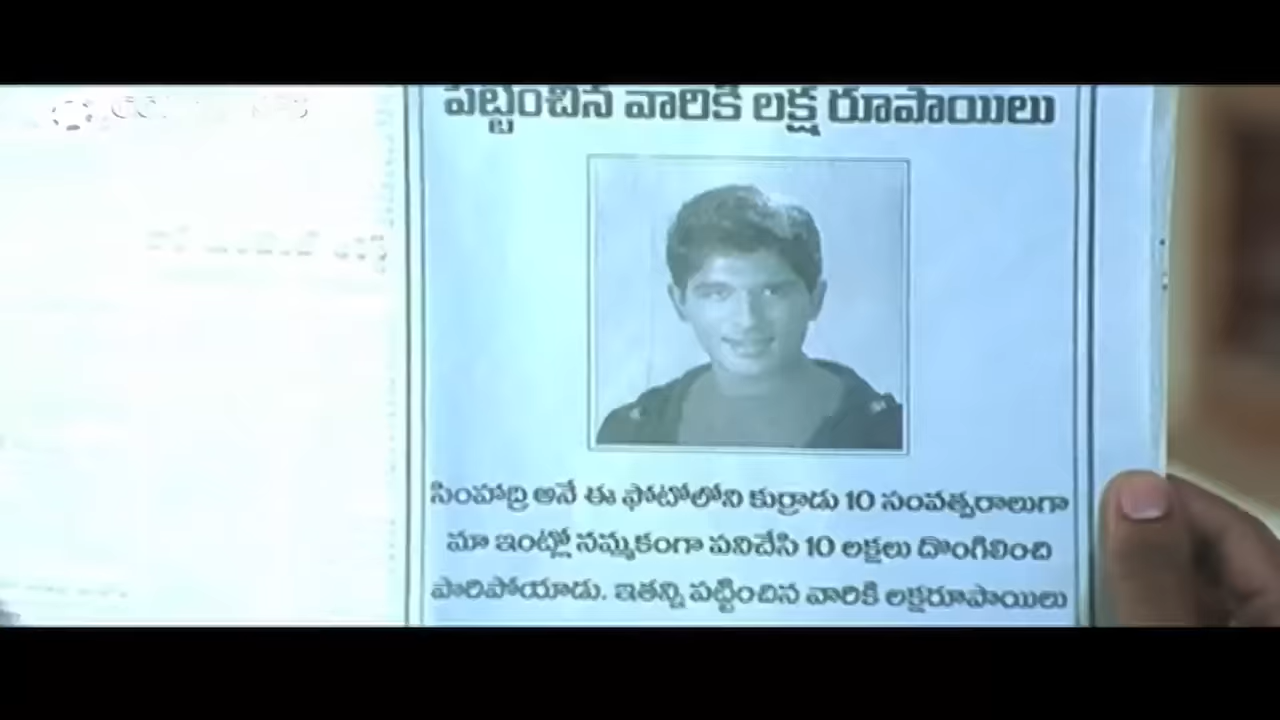 పట్టించిన వారికి లక్ష రూపాయిలు
సింహాద్రి అనే ఈ ఫోటోలోని కుర్రాడు 10 సంవత్సరాలుగా
మా ఇంట్లో నమ్మకంగా పనిచేసి 10 లక్షలు దొంగిలించి
పారిపోయాడు. ఇతన్ని పట్టించిన వారికి లక్షరూపాయిలు